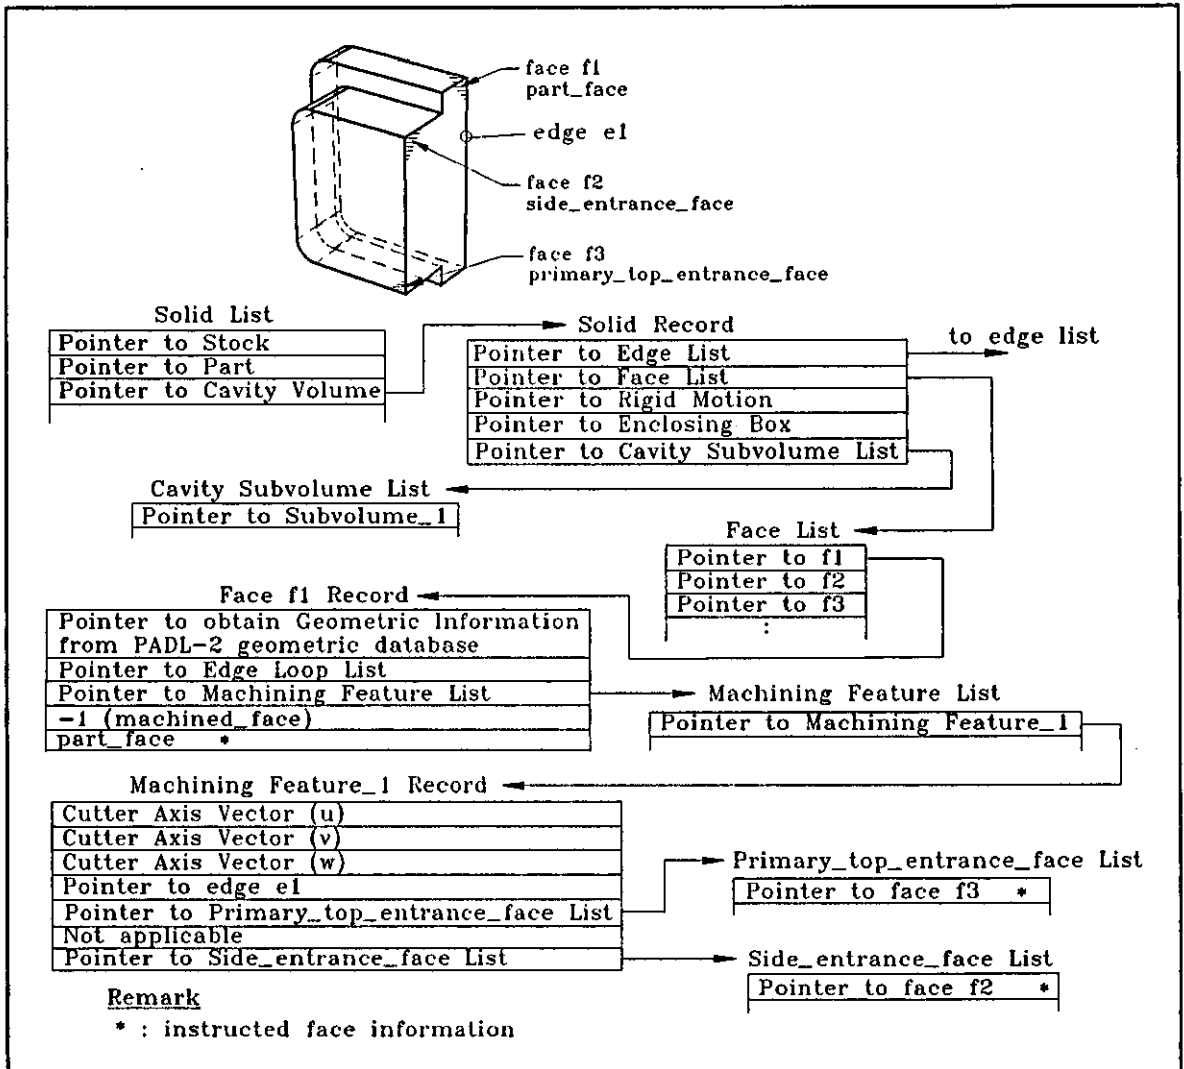 face f1
part_face
edge e1
face f2
side_entrance_face
face f3
primary_top_entrance_face
Solid List
Pointer to Stock
Pointer to Part
Pointer to Cavity Volume
Solid Record
Pointer to Edge List
Pointer to Face List
Pointer to Rigid Motion
Pointer to Enclosing Box
Pointer to Cavity Subvolume List
to edge list
Cavity Subvolume List
Pointer to Subvolume_1
Face List
Pointer to f1
Pointer to f2
Pointer to f3
:
Face f1 Record
Pointer to obtain Geometric Information
from PADL-2 geometric database
Pointer to Edge Loop List
Pointer to Machining Feature List
-1 (machined_face)
part_face *
Machining Feature List
Pointer to Machining Feature_1
Machining Feature_1 Record
Cutter Axis Vector (u)
Cutter Axis Vector (v)
Cutter Axis Vector (w)
Pointer to edge e1
Pointer to Primary_top_entrance_face List
Not applicable
Pointer to Side_entrance_face List
Primary_top_entrance_face List
Pointer to face f3 *
Side_entrance_face List
Pointer to face f2 *
Remark
* : instructed face information